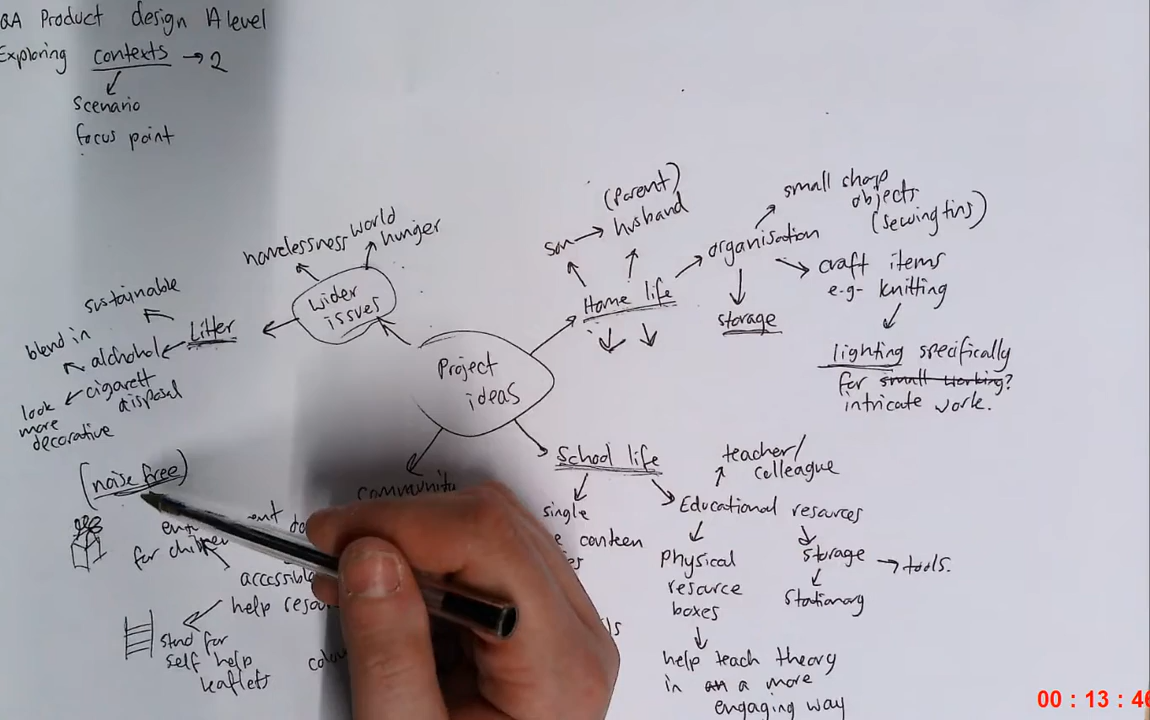 QA Product design A level
Exploring contexts → 2
Scenario
focus point
Project
ideas
Wider
issues
homelessness
world
hunger
Litter
sustainable
alchohol
blend in
cigarett
disposal
look
more
decorative
(noise free)
for children
accessible
help
stand for
self help
leaflets
Home life
son → husband
(parent)
organisation
small sharp
objects
(sewing tins)
craft items
e.g- knitting
storage
lighting specifically
for small working?
intricate work.
School life
teacher/
colleague
single
canteen
Educational resources
Physical
resource
boxes
help teach theory
in an a more
engaging way
storage → tools.
Stationary
00 : 13 : 46